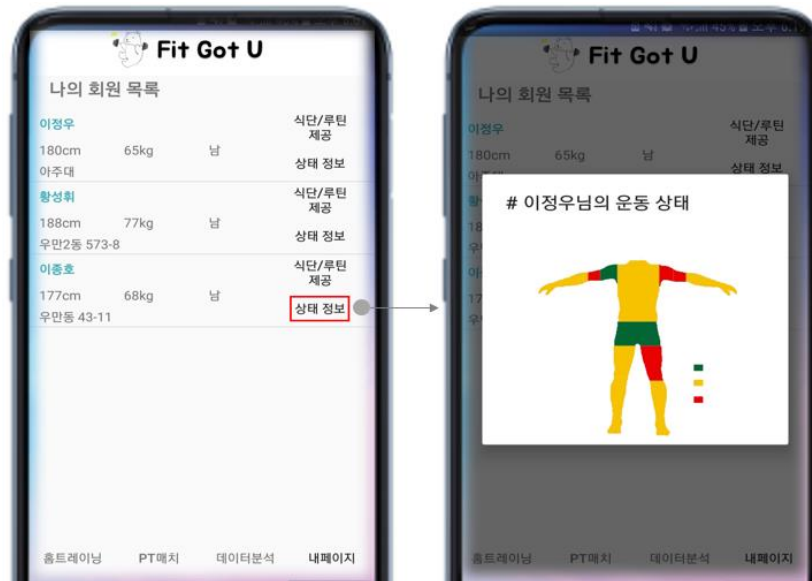 Fit Got U
나의 회원 목록
이정우
식단/루틴
제공
180cm 65kg 남
상태 정보
아주대
황성휘
식단/루틴
제공
188cm 77kg 남
상태 정보
우만2동 573-8
이종호
식단/루틴
제공
177cm 68kg 남
상태 정보
우만동 43-11
홈트레이닝 PT매치 데이터분석 내페이지
Fit Got U
나의 회원 목록
이정우
식단/루틴
제공
180cm 65kg 남
상태 정보
# 이정우님의 운동 상태
홈트레이닝 PT매치 데이터분석 내페이지